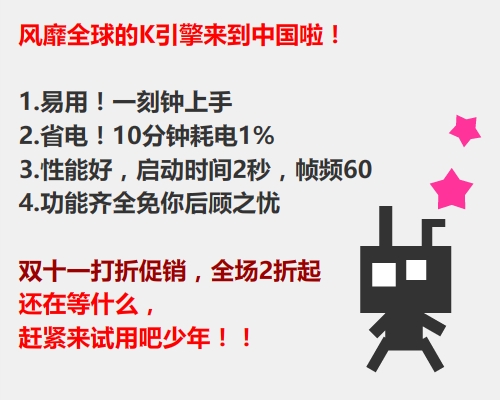 风靡全球的K引擎来到中国啦！
1.易用！一刻钟上手
2.省电！10分钟耗电1%
3.性能好，启动时间2秒，帧频60
4.功能齐全免你后顾之忧
双十一打折促销，全场2折起
还在等什么，
赶紧来试用吧少年！！